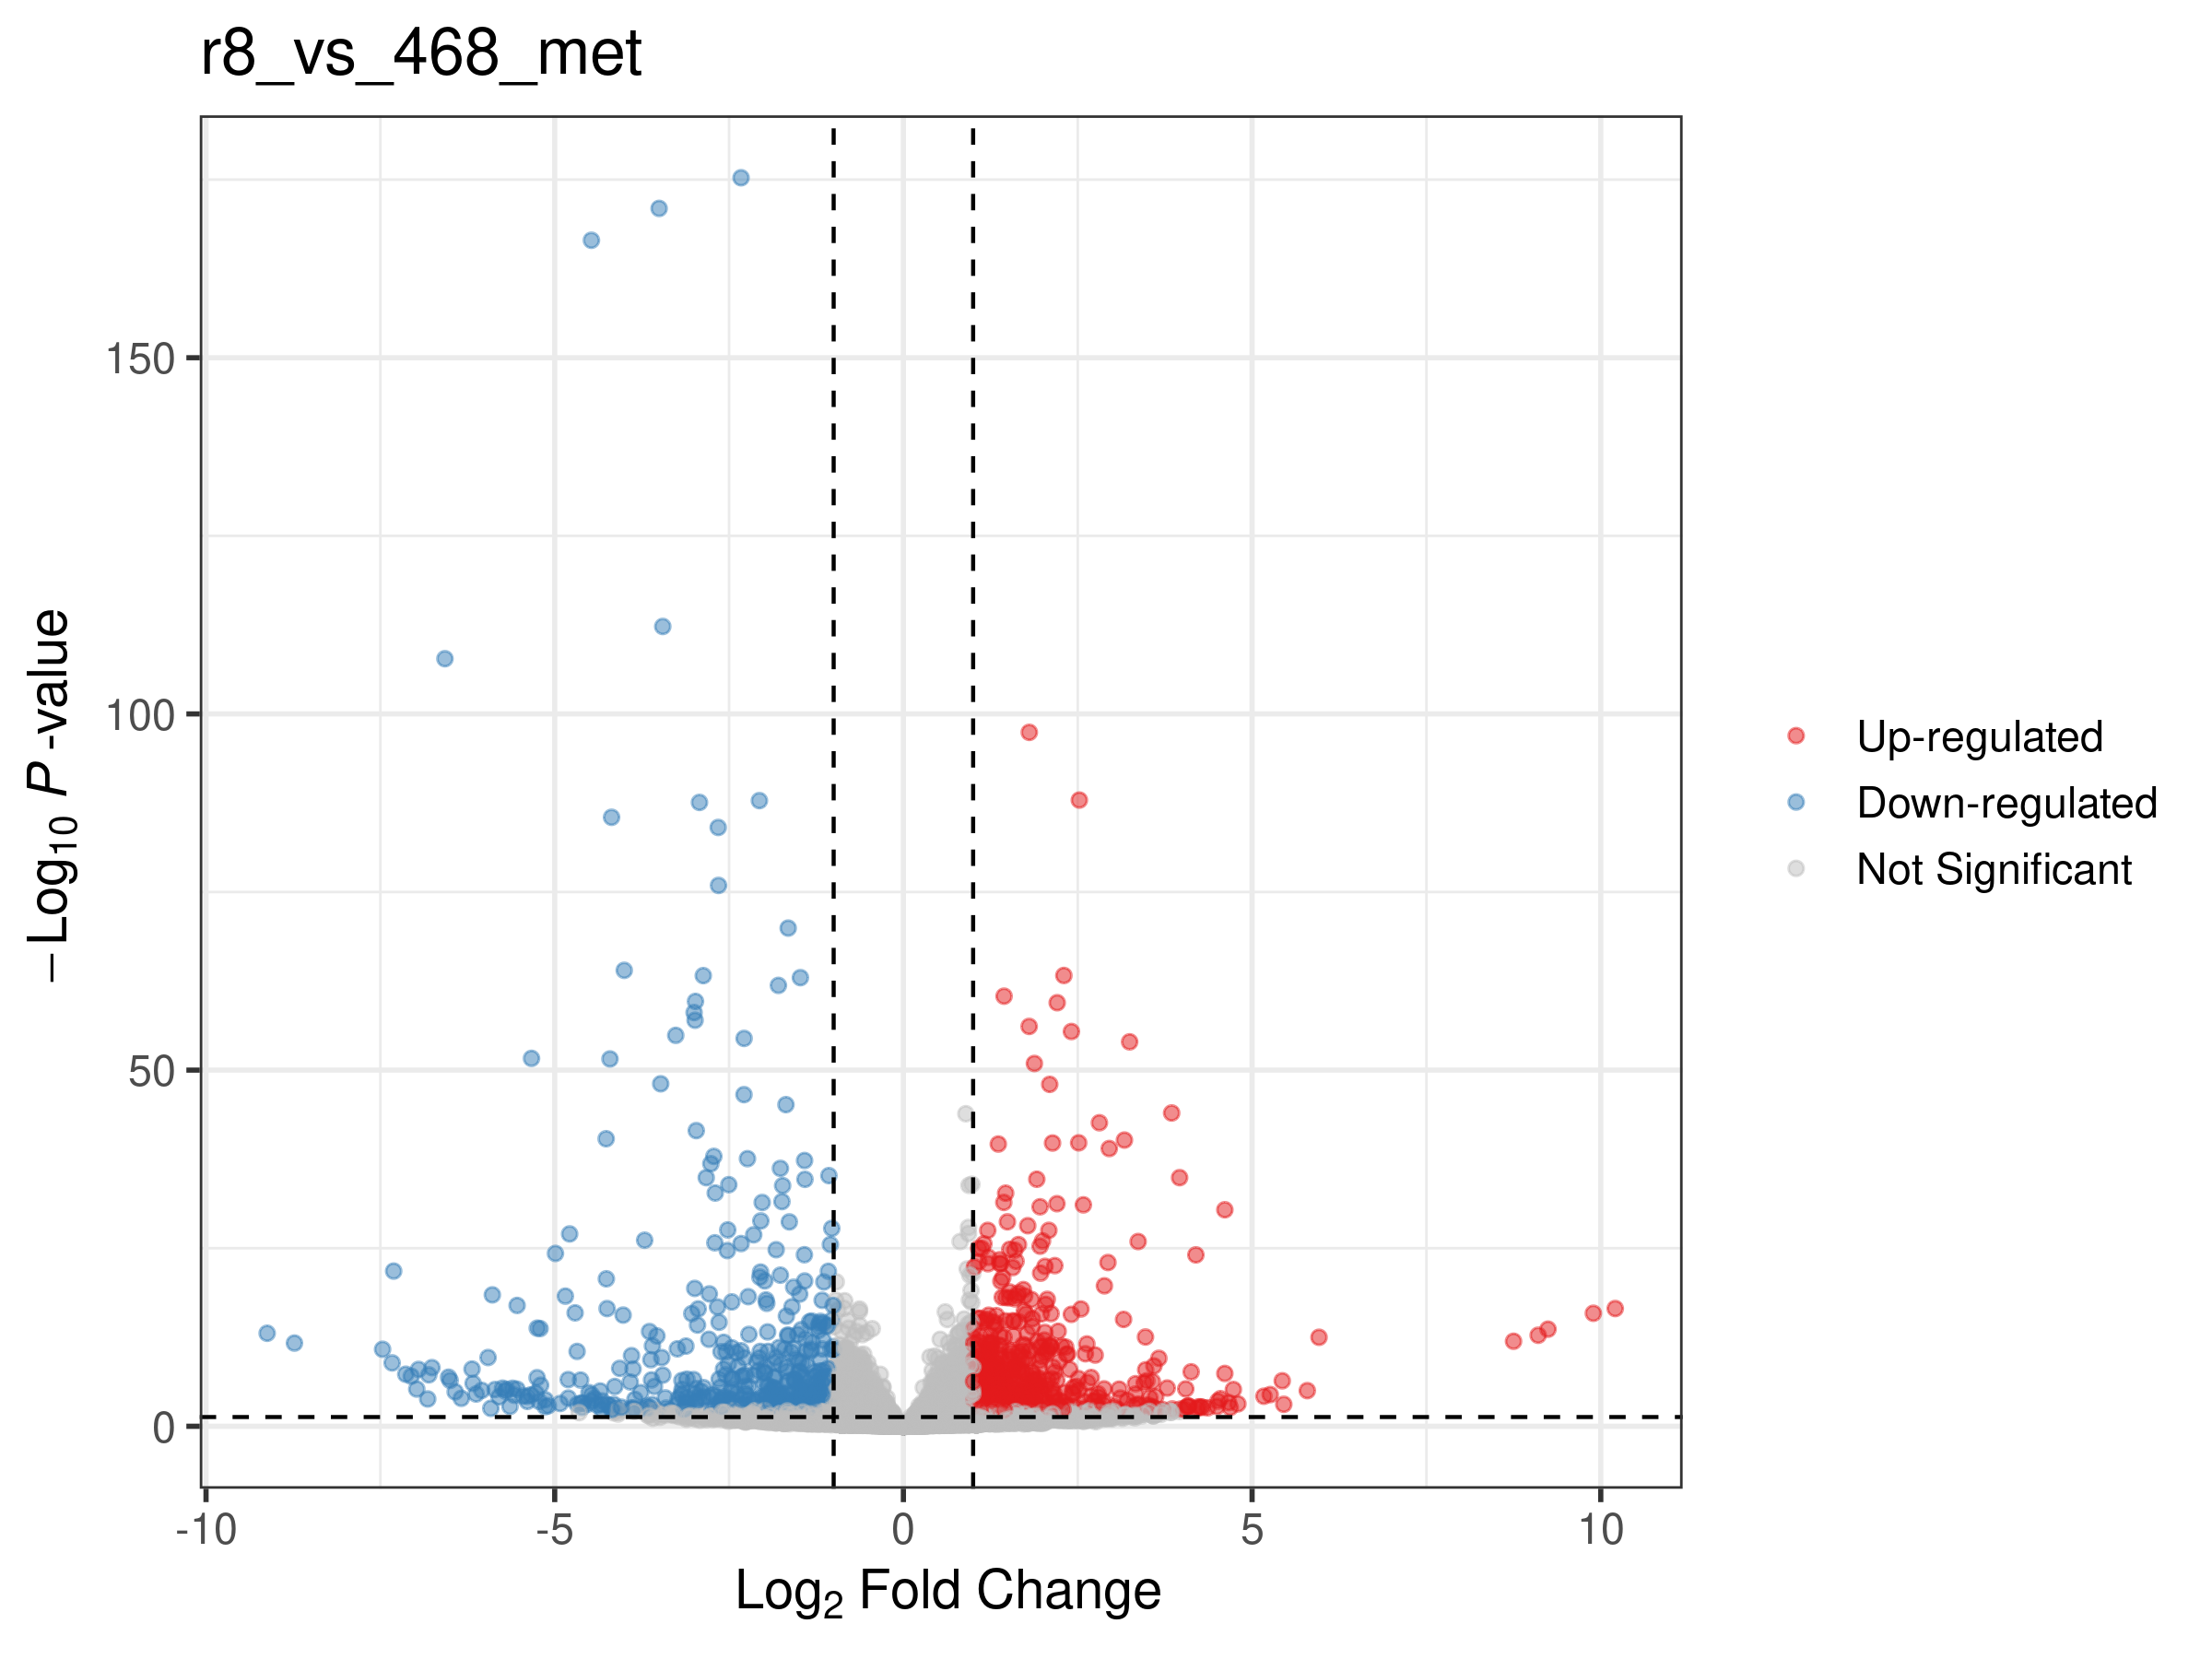 r8_vs_468_met
−Log₁₀ P-value
150
100
50
0
-10
-5
0
5
10
Log₂ Fold Change
Up-regulated
Down-regulated
Not Significant